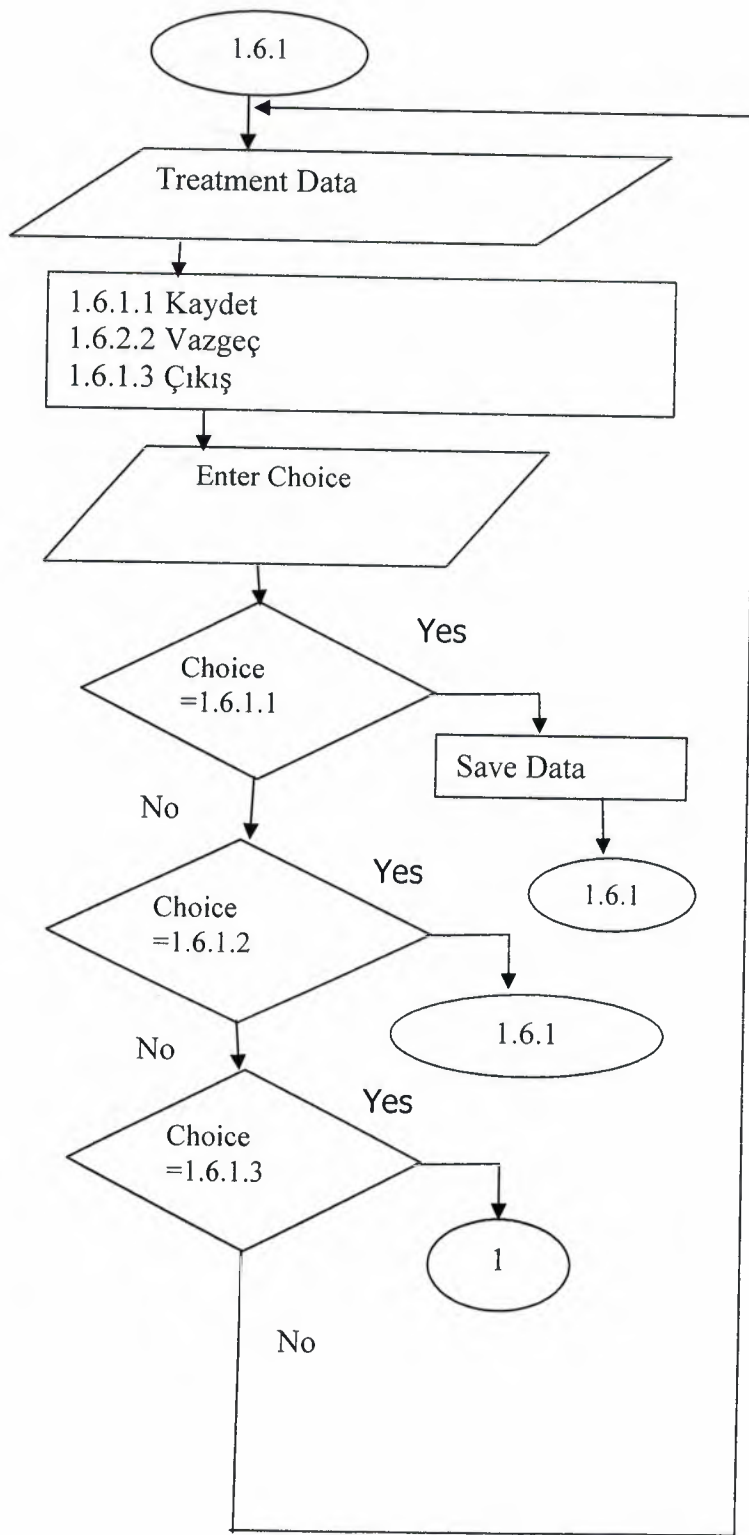 1.6.1
Treatment Data
1.6.1.1 Kaydet
1.6.2.2 Vazgeç
1.6.1.3 Çıkış
Enter Choice
Yes
Choice
=1.6.1.1
Save Data
No
1.6.1
Yes
Choice
=1.6.1.2
1.6.1
No
Yes
Choice
=1.6.1.3
1
No